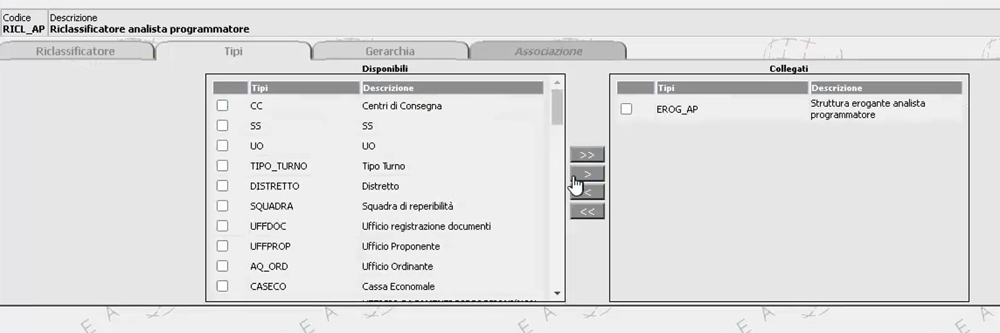 Codice Descrizione
RICL_AP Riclassificatore analista programmatore
Riclassificatore Tipi Gerarchia Associazione
Disponibili Collegati
Tipi Descrizione
CC Centri di Consegna
SS SS
UO UO
TIPO_TURNO Tipo Turno
DISTRETTO Distretto
SQUADRA Squadra di reperibilità
UFFDOC Ufficio registrazione documenti
UFFPROP Ufficio Proponente
AQ_ORD Ufficio Ordinante
CASECO Cassa Economale
>>
>
<
<<
Tipi Descrizione
EROG_AP Struttura erogante analista
programmatore
E A E A E A E A E A